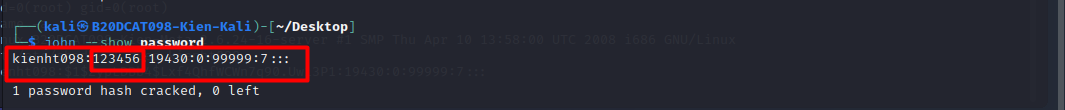 ┌──(kali㉿B20DCAT098-Kien-Kali)-[~/Desktop]
└─$ john --show password
kienht098:123456:19430:0:99999:7:::
1 password hash cracked, 0 left